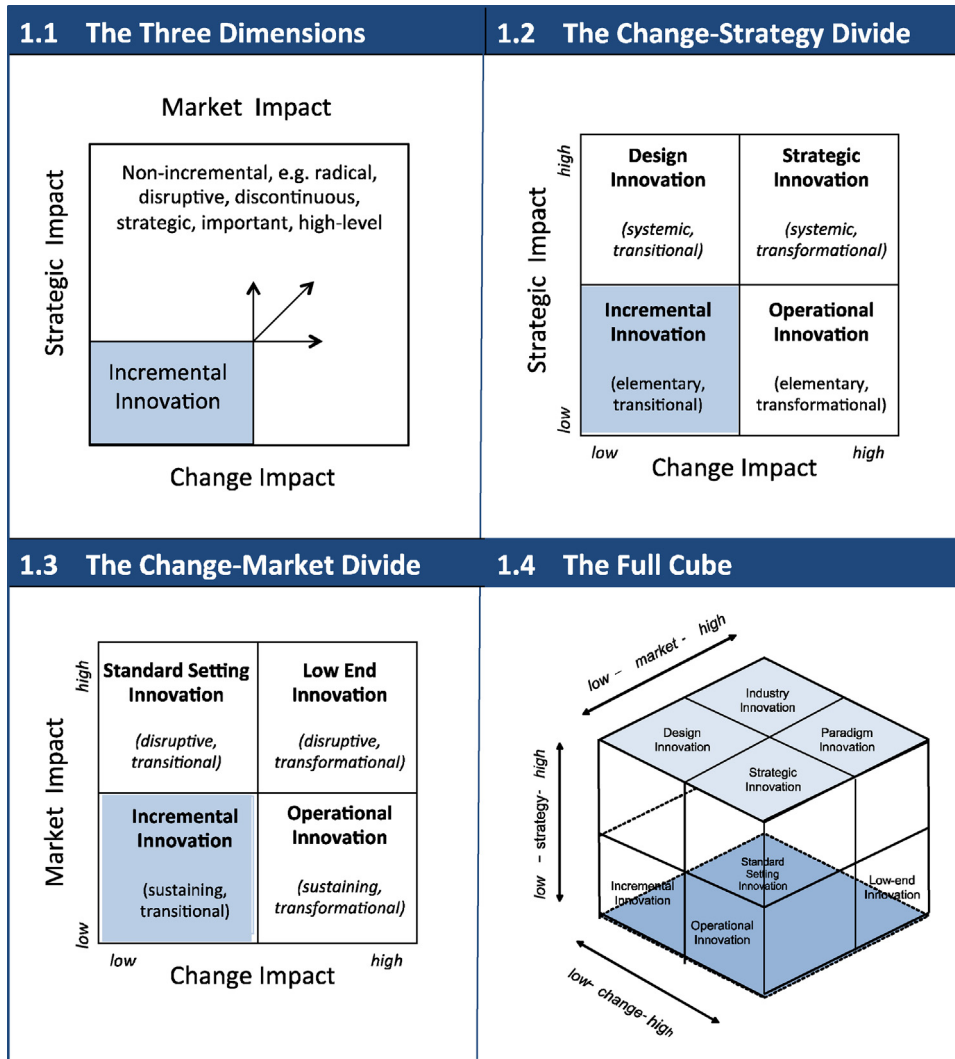 1.1 The Three Dimensions
Market Impact
Strategic Impact
Non-incremental, e.g. radical,
disruptive, discontinuous,
strategic, important, high-level
Incremental
Innovation
Change Impact
1.2 The Change-Strategy Divide
Strategic Impact
high
low
Design
Innovation
(systemic,
transitional)
Strategic
Innovation
(systemic,
transformational)
Incremental
Innovation
(elementary,
transitional)
Operational
Innovation
(elementary,
transformational)
low
high
Change Impact
1.3 The Change-Market Divide
Market Impact
high
low
Standard Setting
Innovation
(disruptive,
transitional)
Low End
Innovation
(disruptive,
transformational)
Incremental
Innovation
(sustaining,
transitional)
Operational
Innovation
(sustaining,
transformational)
low
high
Change Impact
1.4 The Full Cube
low - market - high
low - strategy- high
low- change- high
Industry
Innovation
Design
Innovation
Paradigm
Innovation
Strategic
Innovation
Standard
Setting
Innovation
Incremental
Innovation
Low-end
Innovation
Operational
Innovation